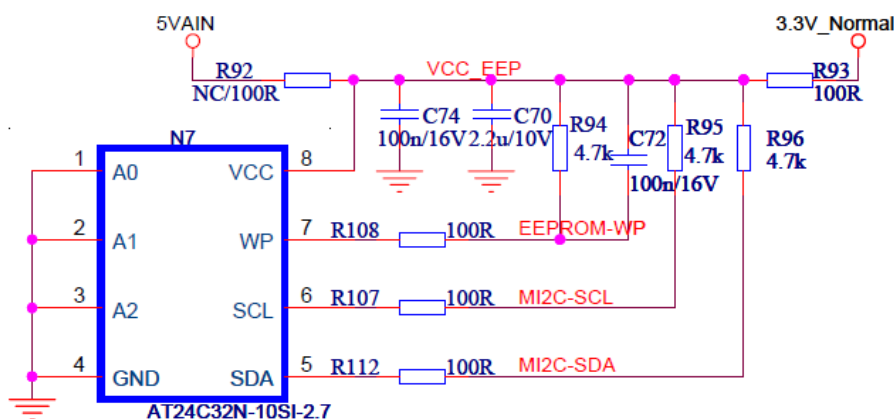 5VAIN
3.3V_Normal
R92
NC/100R
VCC_EEP
R93
100R
C74
100n/16V
C70
2.2u/10V
R94
4.7k
C72
100n/16V
R95
4.7k
R96
4.7k
N7
1 A0 VCC 8
2 A1 WP 7 R108 100R EEPROM-WP
3 A2 SCL 6 R107 100R MI2C-SCL
4 GND SDA 5 R112 100R MI2C-SDA
AT24C32N-10SI-2.7